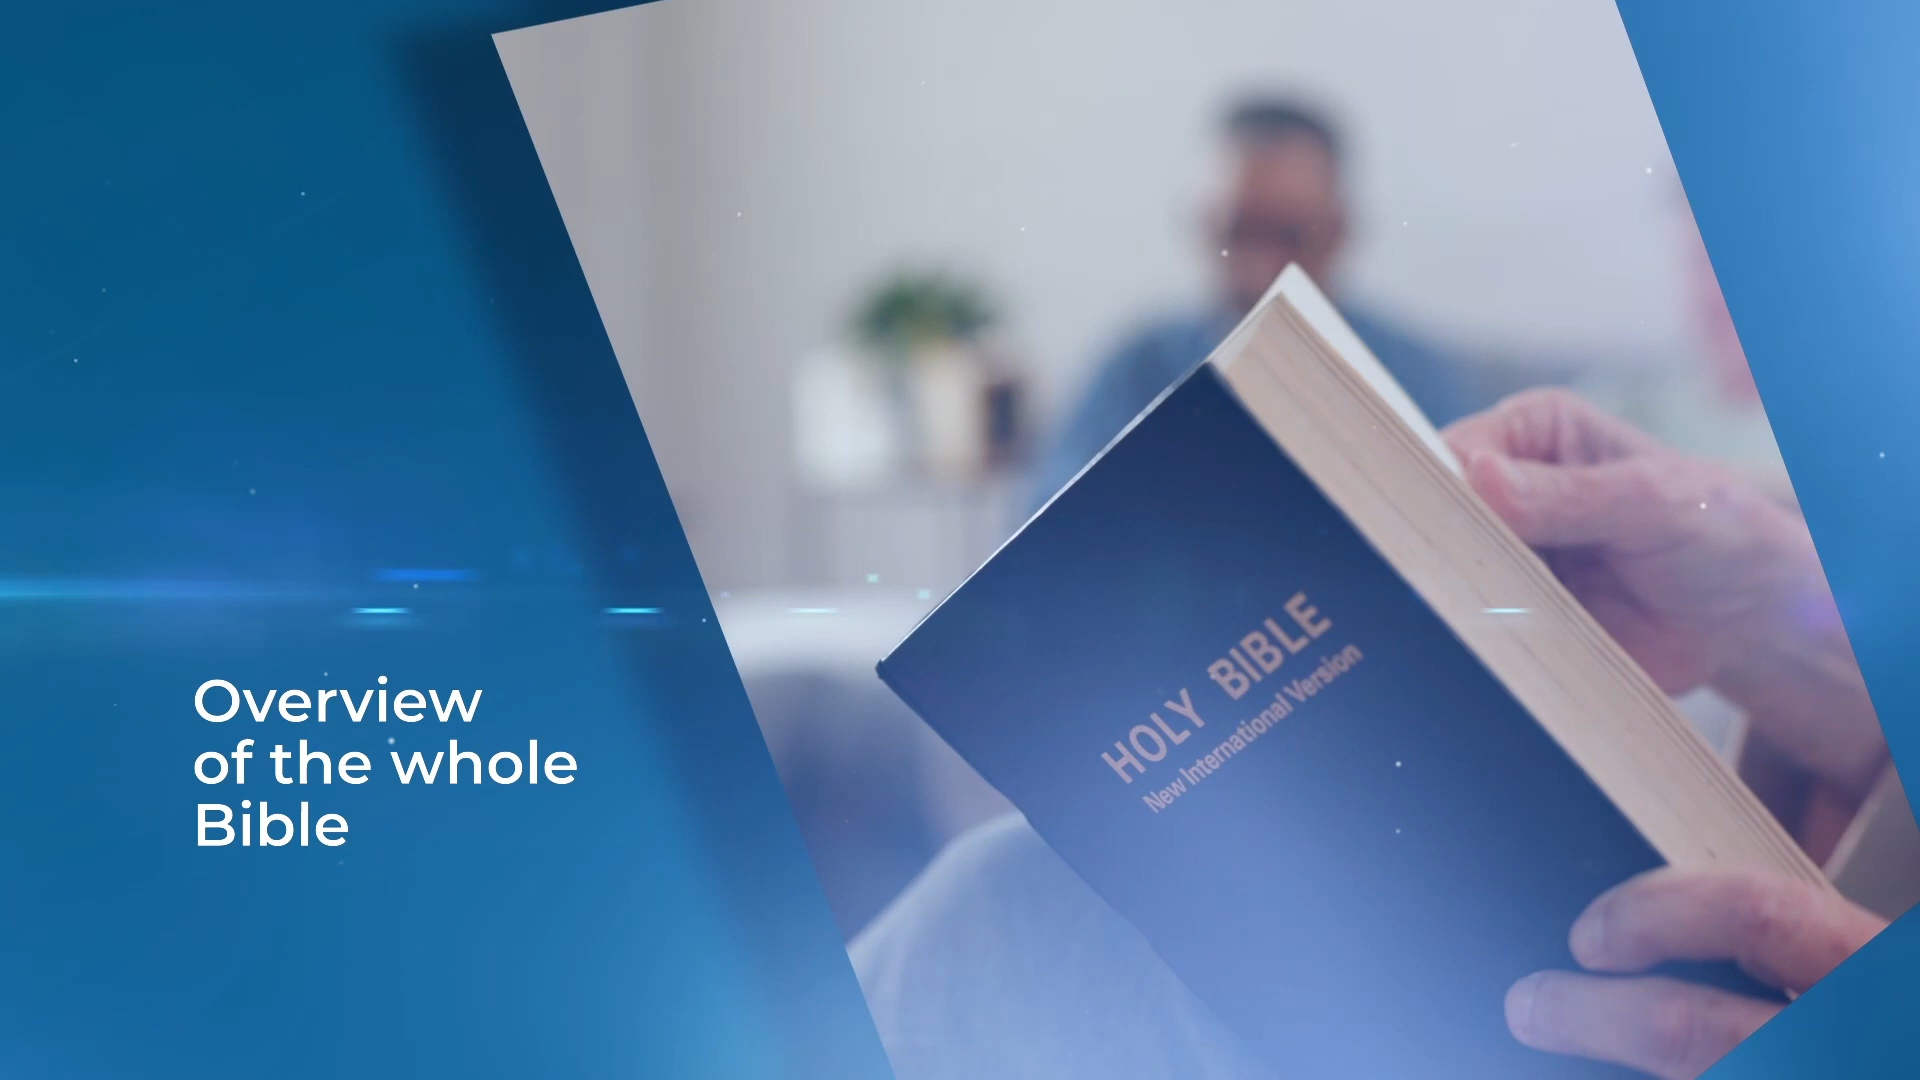 Overview
of the whole
Bible
HOLY BIBLE
New International Version